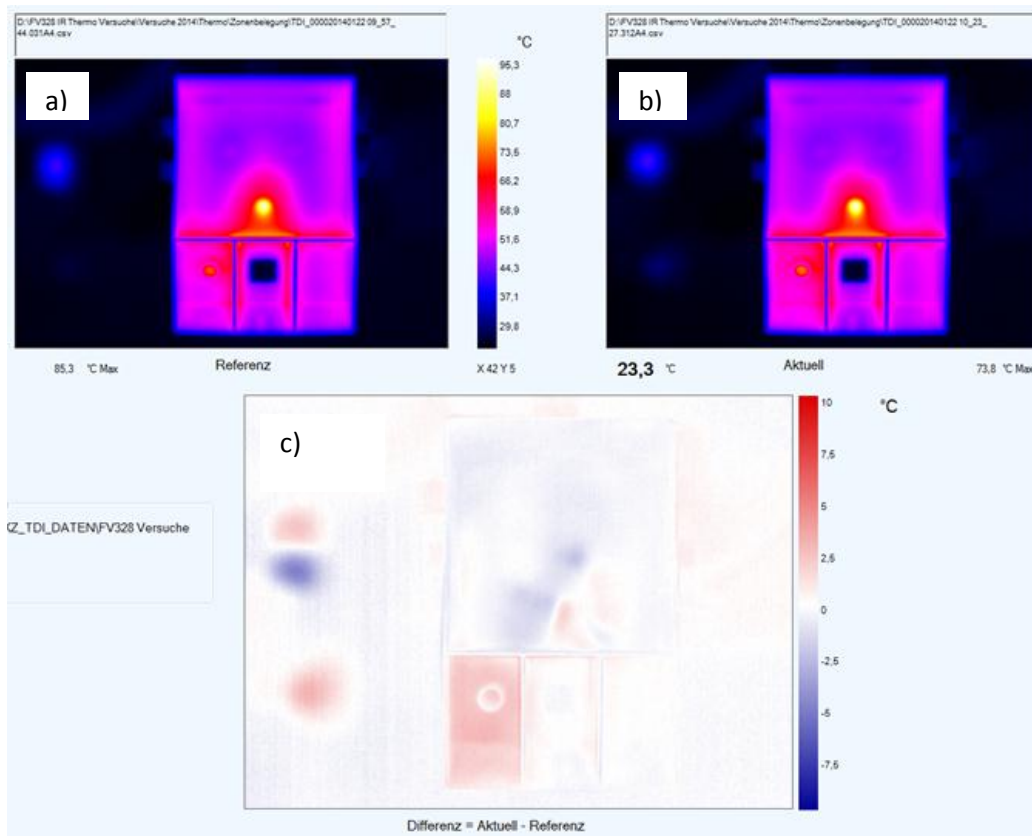 D:\FV328 IR Thermo Versuche\Versuche 2014\Thermo\Zonenbelegung\TDI_000020140122 09_57_
44.031A4.csv
a)
°C
95,3
88
80,7
73,5
66,2
58,9
51,6
44,3
37,1
29,8
D:\FV328 IR Thermo Versuche\Versuche 2014\Thermo\Zonenbelegung\TDI_000020140122 10_23_
27.312A4.csv
b)
85,3 °C Max
Referenz
X 42 Y 5
23,3 °C
Aktuell
73,8 °C Max
c)
10
7,5
5
2,5
0
-2,5
-5
-7,5
°C
KZ_TDI_DATEN\FV328 Versuche
Differenz = Aktuell - Referenz